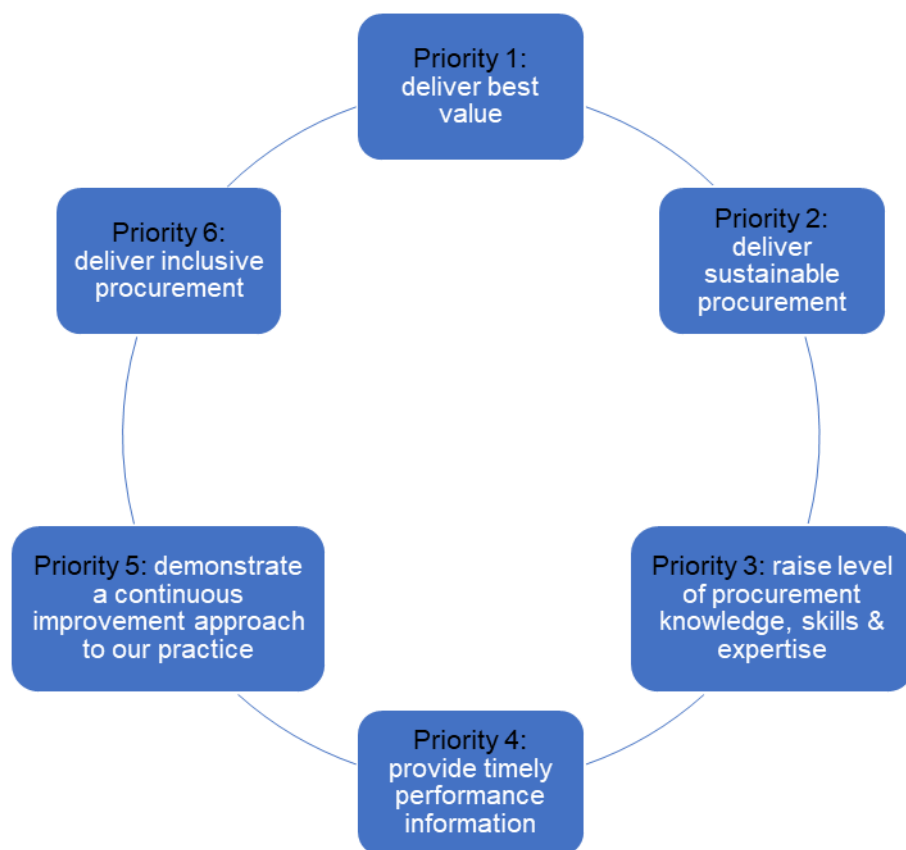 Priority 1:
deliver best
value
Priority 2:
deliver
sustainable
procurement
Priority 3: raise level
of procurement
knowledge, skills &
expertise
Priority 4:
provide timely
performance
information
Priority 5: demonstrate
a continuous
improvement approach
to our practice
Priority 6:
deliver inclusive
procurement